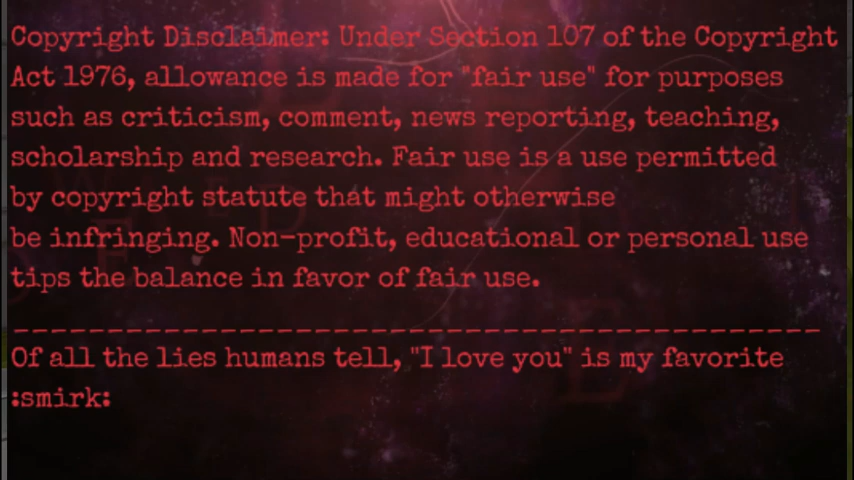 Copyright Disclaimer: Under Section 107 of the Copyright
Act 1976, allowance is made for "fair use" for purposes
such as criticism, comment, news reporting, teaching,
scholarship and research. Fair use is a use permitted
by copyright statute that might otherwise
be infringing. Non-profit, educational or personal use
tips the balance in favor of fair use.
____________________________________________
Of all the lies humans tell, "I love you" is my favorite
:smirk: